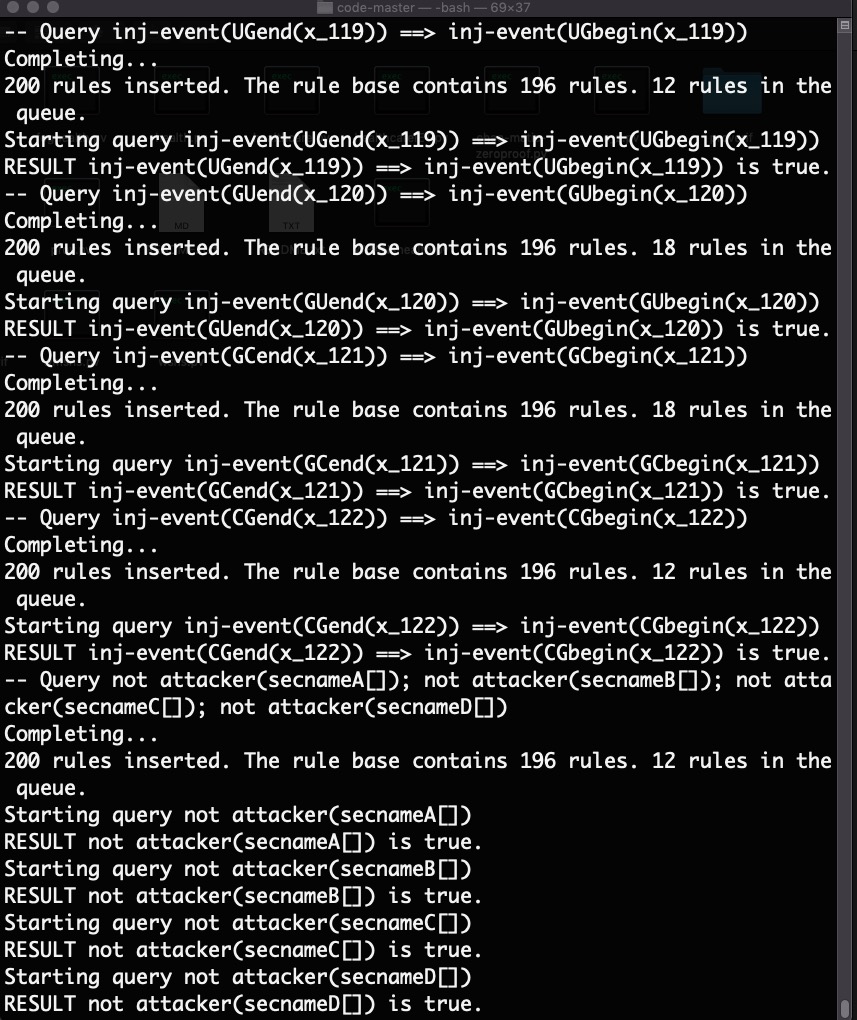 code-master — -bash — 69×37
-- Query inj-event(UGend(x_119)) ==> inj-event(UGbegin(x_119))
Completing...
200 rules inserted. The rule base contains 196 rules. 12 rules in the
 queue.
Starting query inj-event(UGend(x_119)) ==> inj-event(UGbegin(x_119))
RESULT inj-event(UGend(x_119)) ==> inj-event(UGbegin(x_119)) is true.
-- Query inj-event(GUend(x_120)) ==> inj-event(GUbegin(x_120))
Completing...
200 rules inserted. The rule base contains 196 rules. 18 rules in the
 queue.
Starting query inj-event(GUend(x_120)) ==> inj-event(GUbegin(x_120))
RESULT inj-event(GUend(x_120)) ==> inj-event(GUbegin(x_120)) is true.
-- Query inj-event(GCend(x_121)) ==> inj-event(GCbegin(x_121))
Completing...
200 rules inserted. The rule base contains 196 rules. 18 rules in the
 queue.
Starting query inj-event(GCend(x_121)) ==> inj-event(GCbegin(x_121))
RESULT inj-event(GCend(x_121)) ==> inj-event(GCbegin(x_121)) is true.
-- Query inj-event(CGend(x_122)) ==> inj-event(CGbegin(x_122))
Completing...
200 rules inserted. The rule base contains 196 rules. 12 rules in the
 queue.
Starting query inj-event(CGend(x_122)) ==> inj-event(CGbegin(x_122))
RESULT inj-event(CGend(x_122)) ==> inj-event(CGbegin(x_122)) is true.
-- Query not attacker(secnameA[]); not attacker(secnameB[]); not atta
cker(secnameC[]); not attacker(secnameD[])
Completing...
200 rules inserted. The rule base contains 196 rules. 12 rules in the
 queue.
Starting query not attacker(secnameA[])
RESULT not attacker(secnameA[]) is true.
Starting query not attacker(secnameB[])
RESULT not attacker(secnameB[]) is true.
Starting query not attacker(secnameC[])
RESULT not attacker(secnameC[]) is true.
Starting query not attacker(secnameD[])
RESULT not attacker(secnameD[]) is true.
MD
TXT